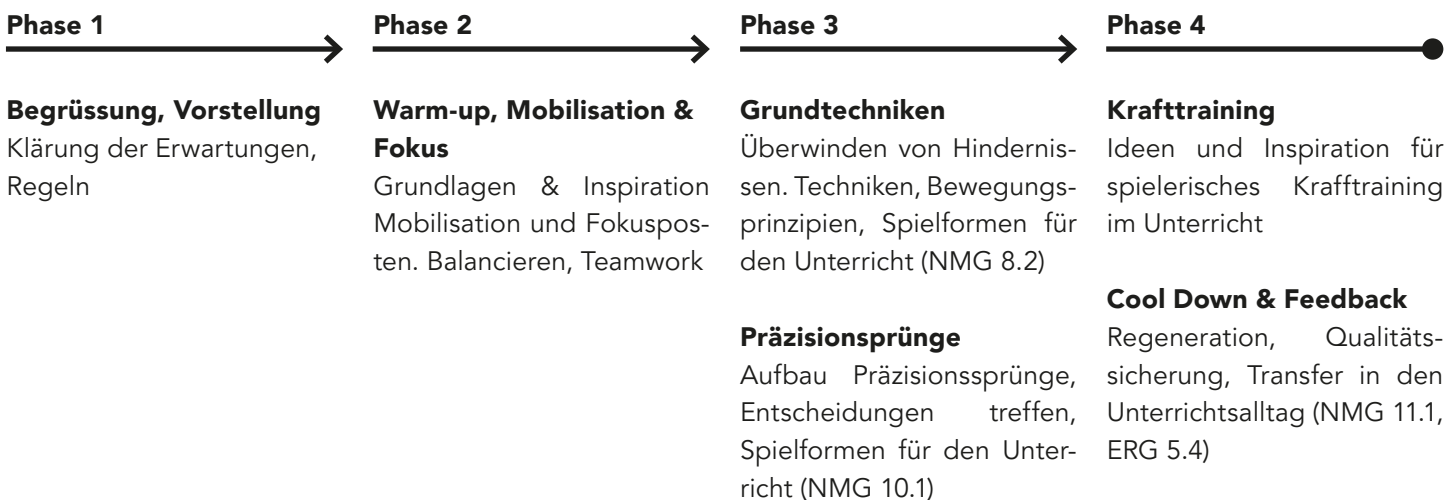 Phase 1
Begrüssung, Vorstellung
Klärung der Erwartungen,
Regeln
Phase 2
Warm-up, Mobilisation &
Fokus
Grundlagen & Inspiration
Mobilisation und Fokuspos-
ten. Balancieren, Teamwork
Phase 3
Grundtechniken
Überwinden von Hindernis-
sen. Techniken, Bewegungs-
prinzipien, Spielformen für
den Unterricht (NMG 8.2)
Präzisionsprünge
Aufbau Präzisionssprünge,
Entscheidungen treffen,
Spielformen für den Unter-
richt (NMG 10.1)
Phase 4
Krafttraining
Ideen und Inspiration für
spielerisches Krafftraining
im Unterricht
Cool Down & Feedback
Regeneration, Qualitäts-
sicherung, Transfer in den
Unterrichtsalltag (NMG 11.1,
ERG 5.4)